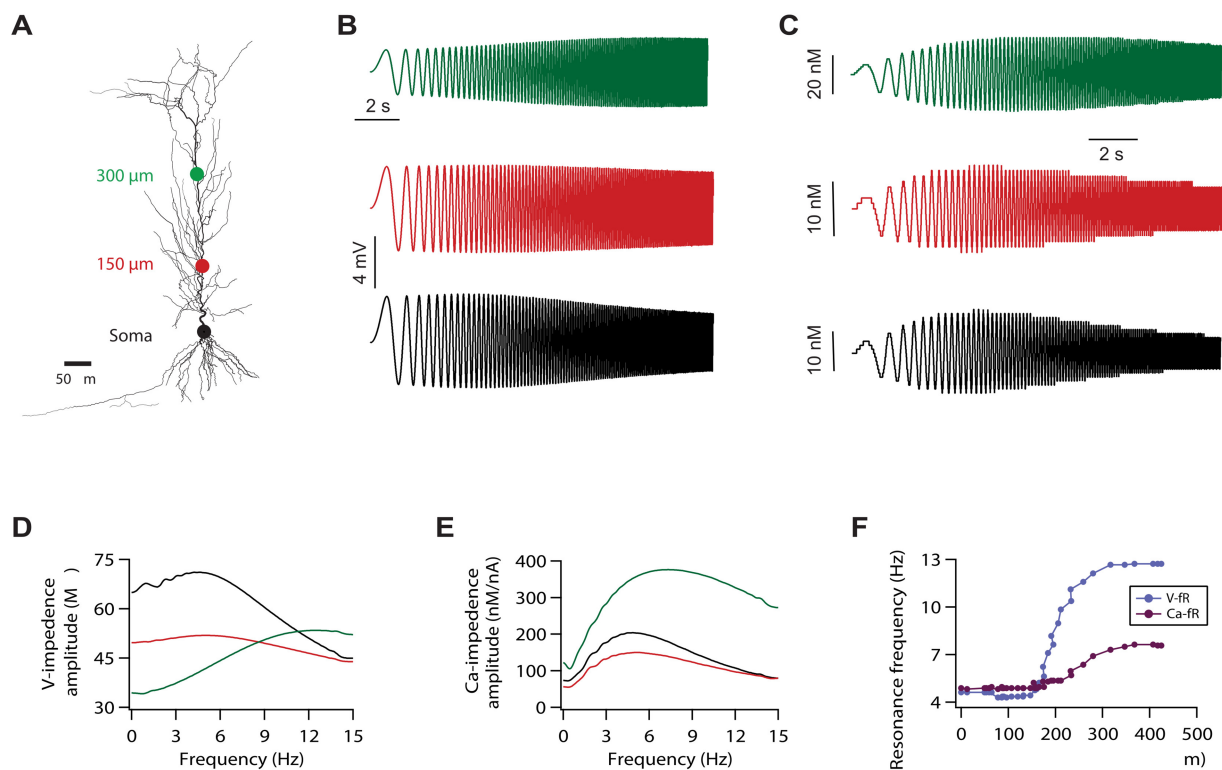 A
B
C
300 µm
150 µm
Soma
50 m
2 s
4 mV
20 nM
2 s
10 nM
10 nM
D
V-impedence
amplitude (M )
75
60
45
30
0 3 6 9 12 15
Frequency (Hz)
E
Ca-impedence
amplitude (nM/nA)
400
300
200
100
0
0 3 6 9 12 15
Frequency (Hz)
F
Resonance frequency (Hz)
13
10
7
4
V-fR
Ca-fR
0 100 200 300 400 500
m)